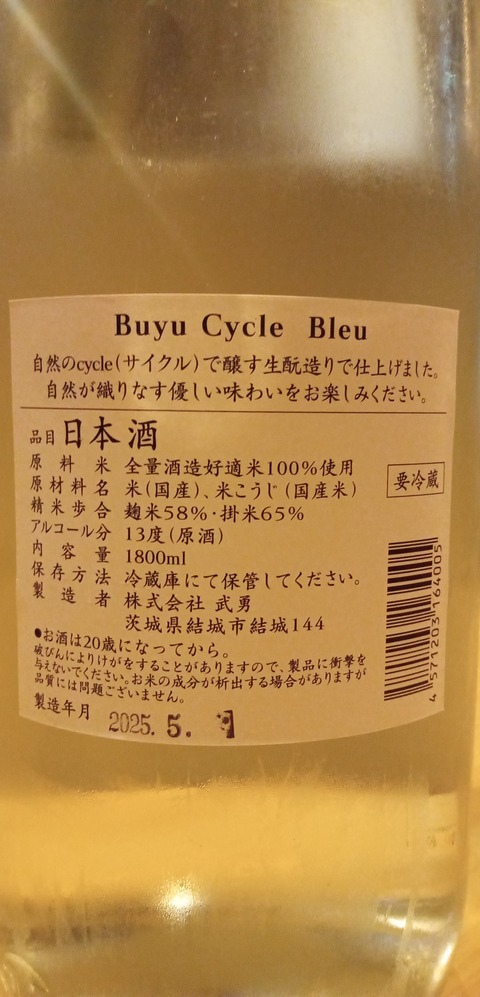 Buyu Cycle Bleu
自然のcycle(サイクル)で醸す生酛造りで仕上げました。
自然が織りなす優しい味わいをお楽しみください。
品目 日本酒
原料米 全量酒造好適米100%使用
原材料名 米(国産)、米こうじ(国産米)
要冷蔵
精米歩合 麹米58%・掛米65%
アルコール分 13度(原酒)
内容量 1800ml
保存方法 冷蔵庫にて保管してください。
製造者 株式会社 武勇
茨城県結城市結城144
●お酒は20歳になってから。
破びんによりけがをすることがありますので、製品に衝撃を
与えないでください。お米の成分が析出する場合がありますが
品質には問題ございません。
製造年月 2025. 5.
4 571203 164005